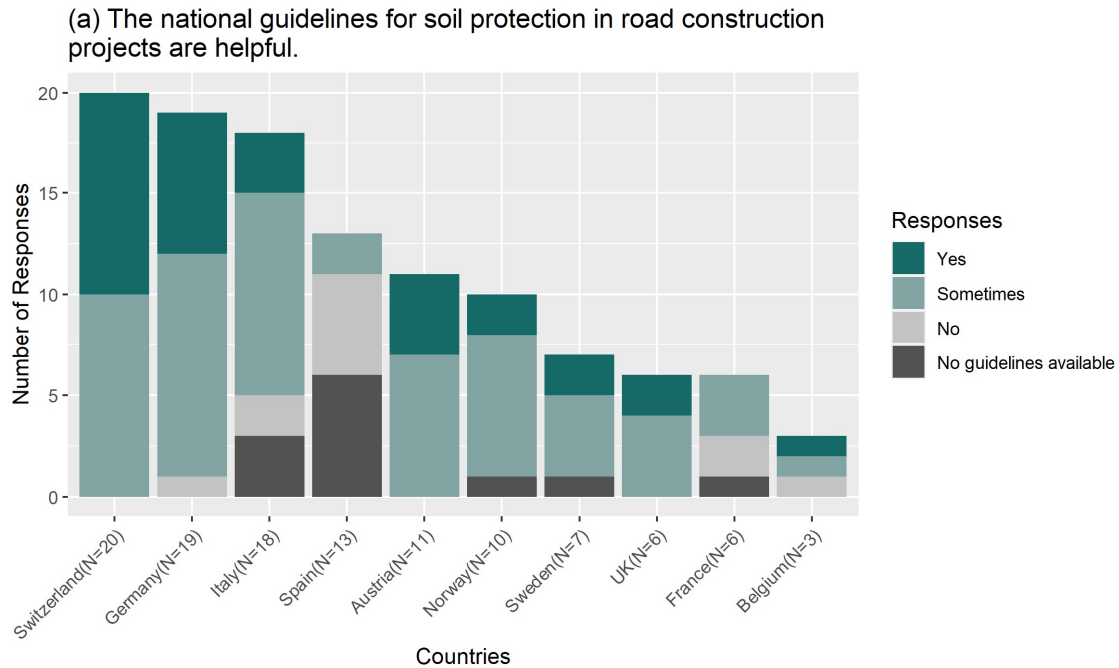 (a) The national guidelines for soil protection in road construction
projects are helpful.
Number of Responses
20
15
10
5
0
Switzerland(N=20)
Germany(N=19)
Italy(N=18)
Spain(N=13)
Austria(N=11)
Norway(N=10)
Sweden(N=7)
UK(N=6)
France(N=6)
Belgium(N=3)
Countries
Responses
Yes
Sometimes
No
No guidelines available